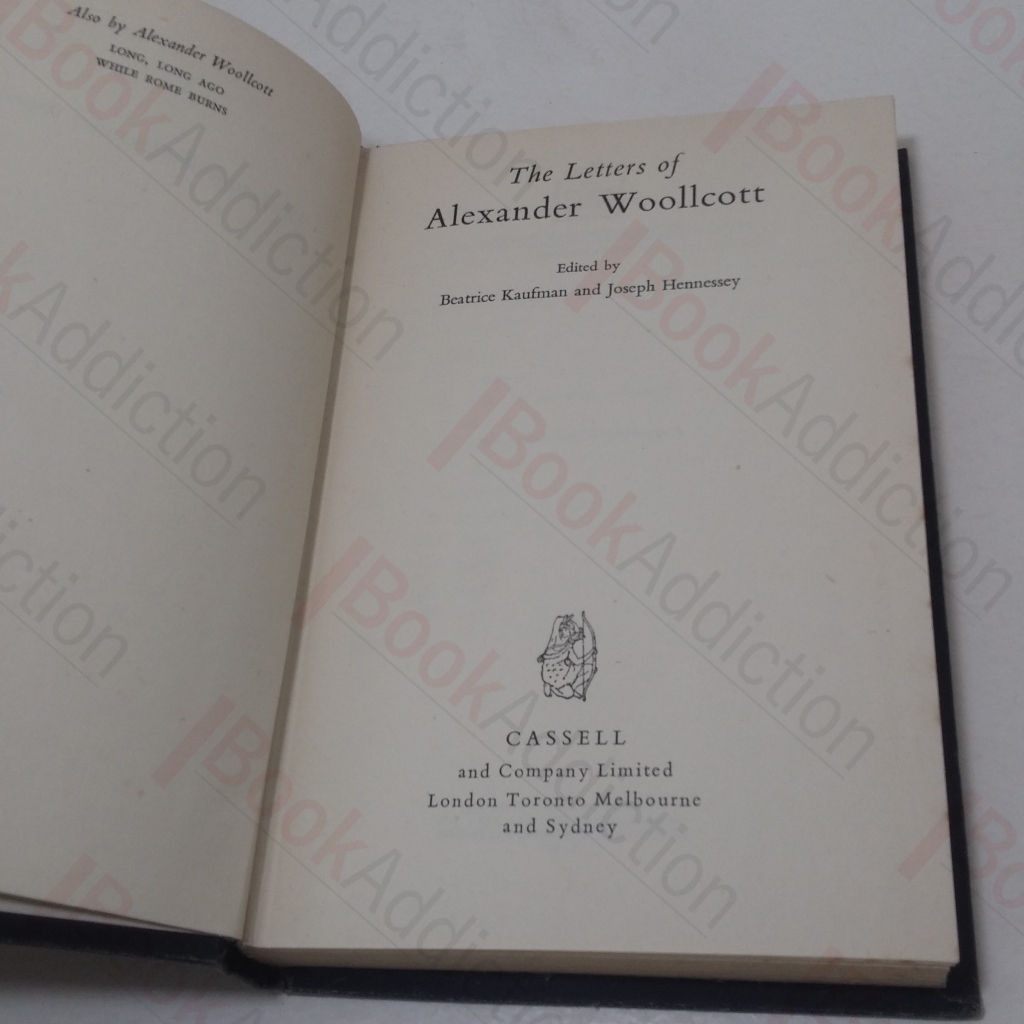 Also by Alexander Woollcott
LONG, LONG AGO
WHILE ROME BURNS
The Letters of
Alexander Woollcott
Edited by
Beatrice Kaufman and Joseph Hennessey
CASSELL
and Company Limited
London Toronto Melbourne
and Sydney
BookAddiction